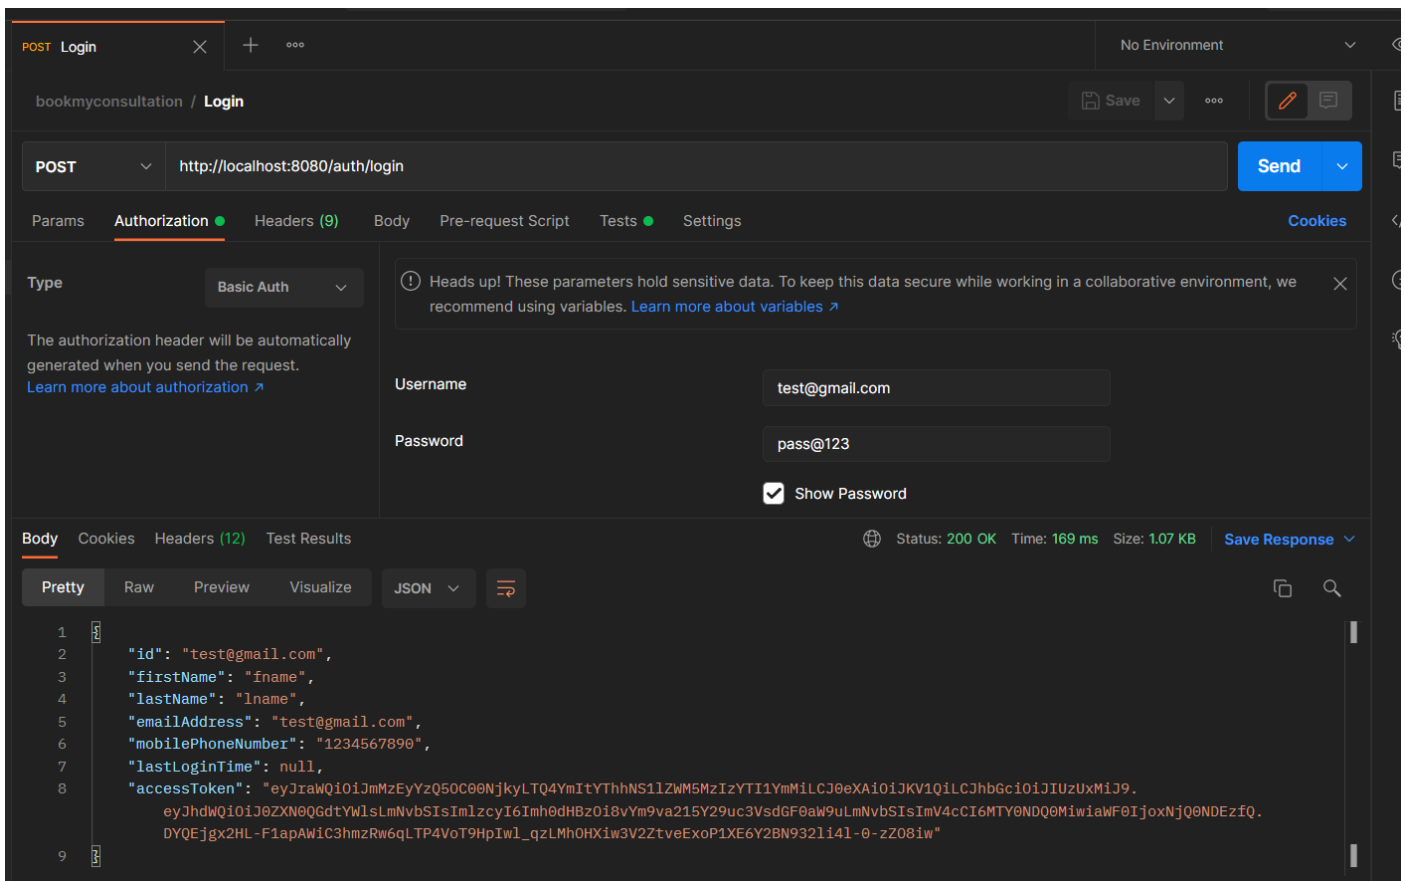 POST Login
No Environment
bookmyconsultation / Login
Save
POST
http://localhost:8080/auth/login
Send
Params Authorization Headers (9) Body Pre-request Script Tests Settings Cookies
Type
Basic Auth
The authorization header will be automatically
generated when you send the request.
Learn more about authorization ↗
Heads up! These parameters hold sensitive data. To keep this data secure while working in a collaborative environment, we
recommend using variables. Learn more about variables ↗
Username
test@gmail.com
Password
pass@123
Show Password
Body Cookies Headers (12) Test Results
Status: 200 OK Time: 169 ms Size: 1.07 KB Save Response
Pretty Raw Preview Visualize JSON
1 {
2 "id": "test@gmail.com",
3 "firstName": "fname",
4 "lastName": "lname",
5 "emailAddress": "test@gmail.com",
6 "mobilePhoneNumber": "1234567890",
7 "lastLoginTime": null,
8 "accessToken": "eyJraWQiOiJmMzEyYzQ5OC00NjkyLTQ4YmItYThhNS1lZWM5MzIzYTI1YmMiLCJ0eXAiOiJKV1QiLCJhbGciOiJIUzUxMiJ9.
eyJhdWQiOiJ0ZXN0QGdtYWlsLmNvbSIsImlzcyI6Imh0dHBzOi8vYm9va215Y29uc3VsdGF0aW9uLmNvbSIsImV4cCI6MTY0NDQ0MiwiaWF0IjoxNjQ0NDEzfQ.
DYQEjgx2HL-F1apAWiC3hmzRw6qLTP4VoT9HpIwl_qzLMhOHXiw3V2ZtveExoP1XE6Y2BN932li4l-0-zZO8iw"
9 }